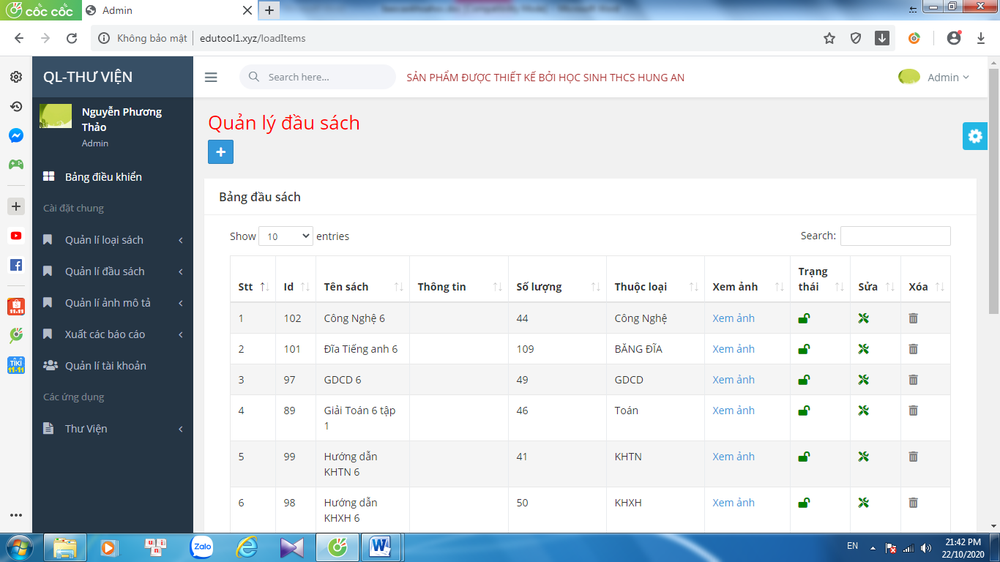 cốc cốc
Admin
Không bảo mật
edutool1.xyz/loadItems
QL-THƯ VIỆN
Search here...
SẢN PHẨM ĐƯỢC THIẾT KẾ BỞI HỌC SINH THCS HUNG AN
Admin
Nguyễn Phương
Thảo
Admin
Bảng điều khiển
Cài đặt chung
Quản lí loại sách
Quản lí đầu sách
Quản lí ảnh mô tả
Xuất các báo cáo
Quản lí tài khoản
Các ứng dụng
Thư Viện
Quản lý đầu sách
Bảng đầu sách
Show 10 entries
Search:
Stt Id Tên sách Thông tin Số lượng Thuộc loại Xem ảnh Trạng thái Sửa Xóa
1 102 Công Nghệ 6 44 Công Nghệ Xem ảnh
2 101 Đĩa Tiếng anh 6 109 BĂNG ĐĨA Xem ảnh
3 97 GDCD 6 49 GDCD Xem ảnh
4 89 Giải Toán 6 tập 1 46 Toán Xem ảnh
5 99 Hướng dẫn KHTN 6 41 KHTN Xem ảnh
6 98 Hướng dẫn KHXH 6 50 KHXH Xem ảnh
11.11
TIKI
11-11
Zalo
EN
21:42 PM
22/10/2020